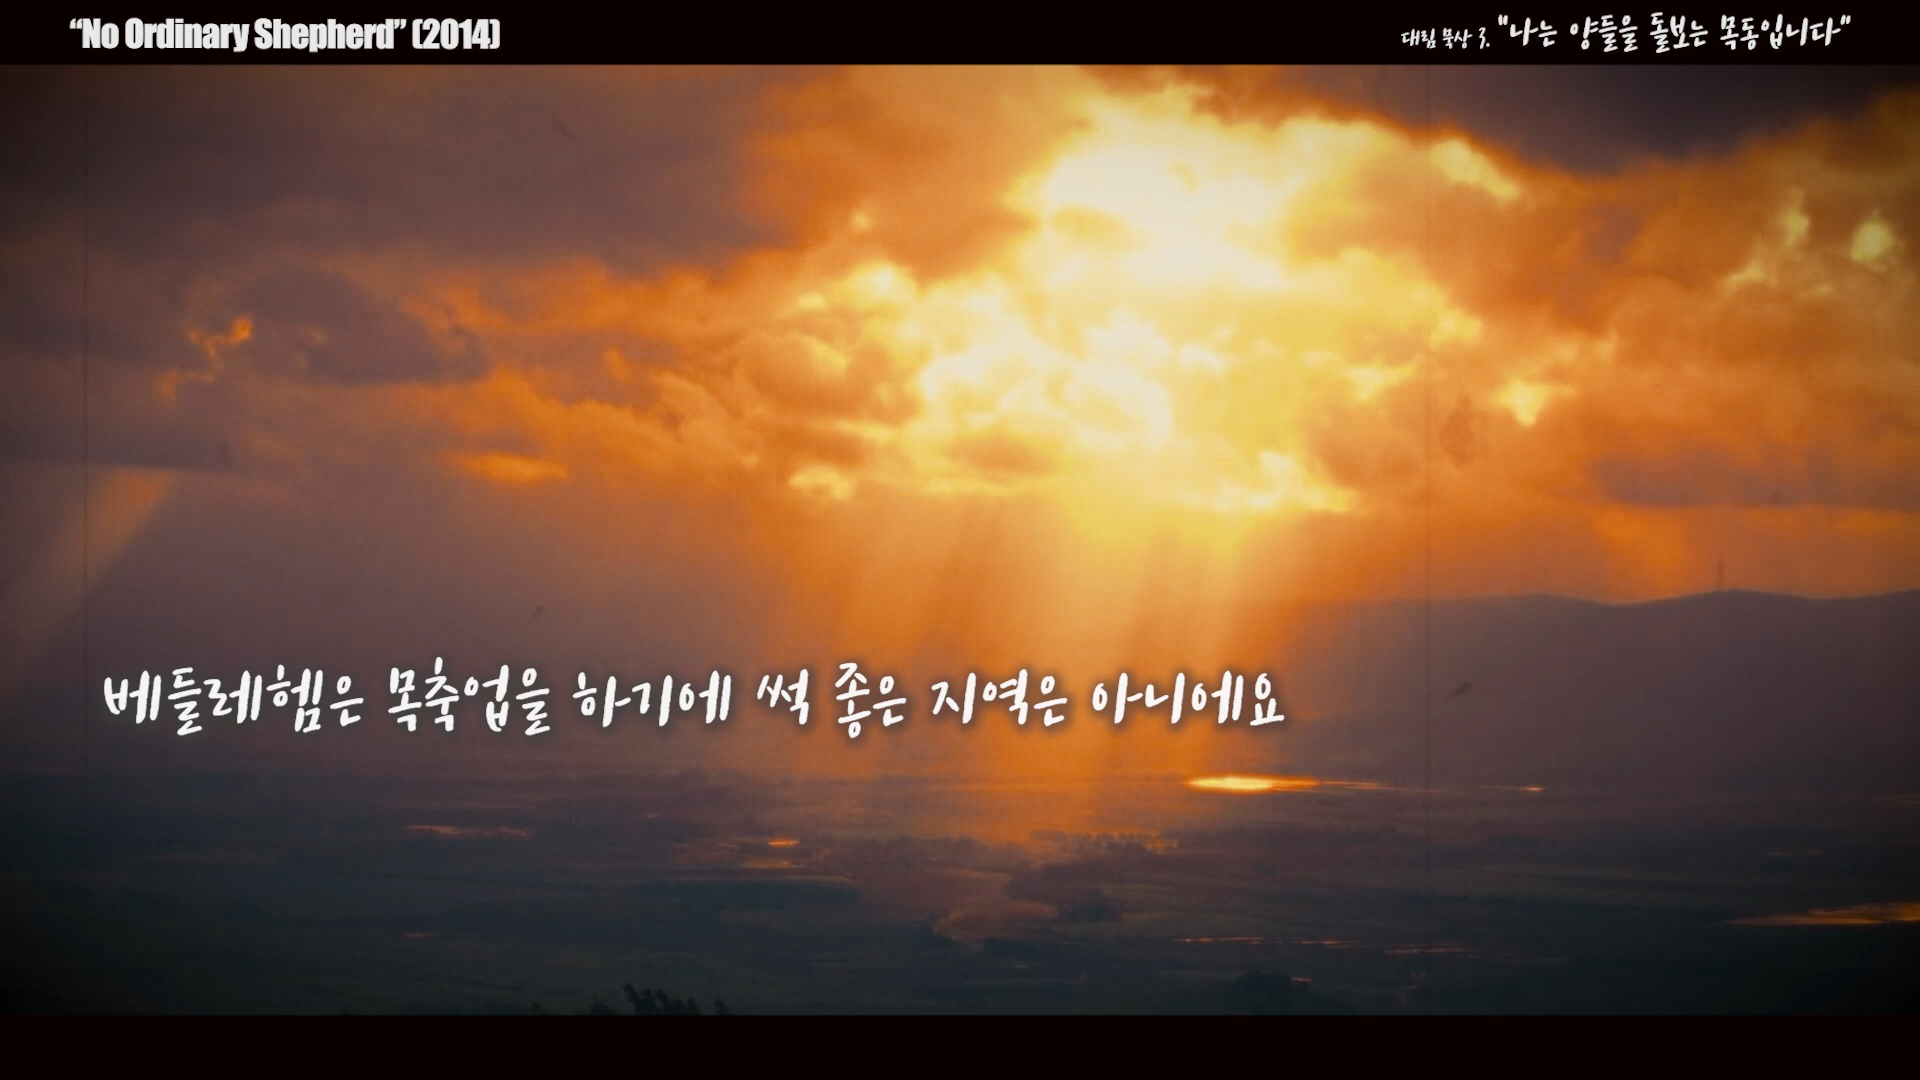 “No Ordinary Shepherd” (2014)
대림 묵상 3. "나는 양들을 돌보는 목동입니다"
베들레헴은 목축업을 하기에 썩 좋은 지역은 아니에요